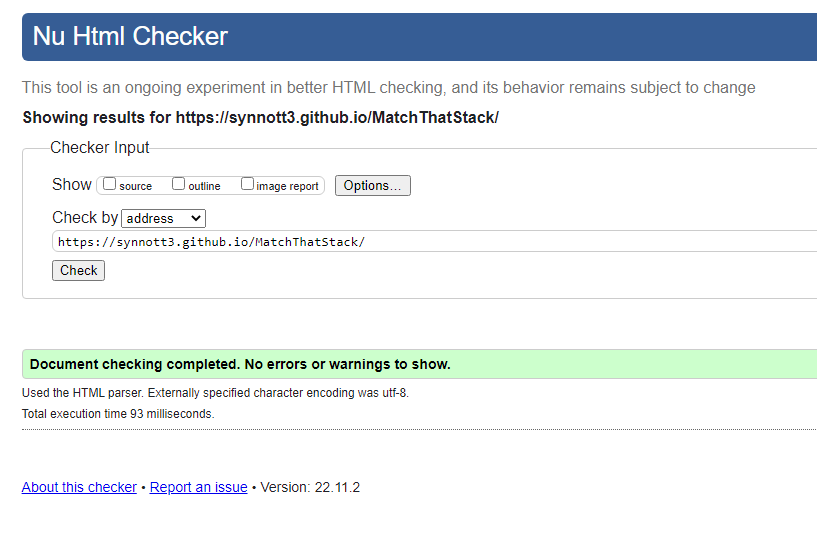 Nu Html Checker
This tool is an ongoing experiment in better HTML checking, and its behavior remains subject to change
Showing results for https://synnott3.github.io/MatchThatStack/
Checker Input
Show source outline image report Options...
Check by address
https://synnott3.github.io/MatchThatStack/
Check
Document checking completed. No errors or warnings to show.
Used the HTML parser. Externally specified character encoding was utf-8.
Total execution time 93 milliseconds.
About this checker • Report an issue • Version: 22.11.2